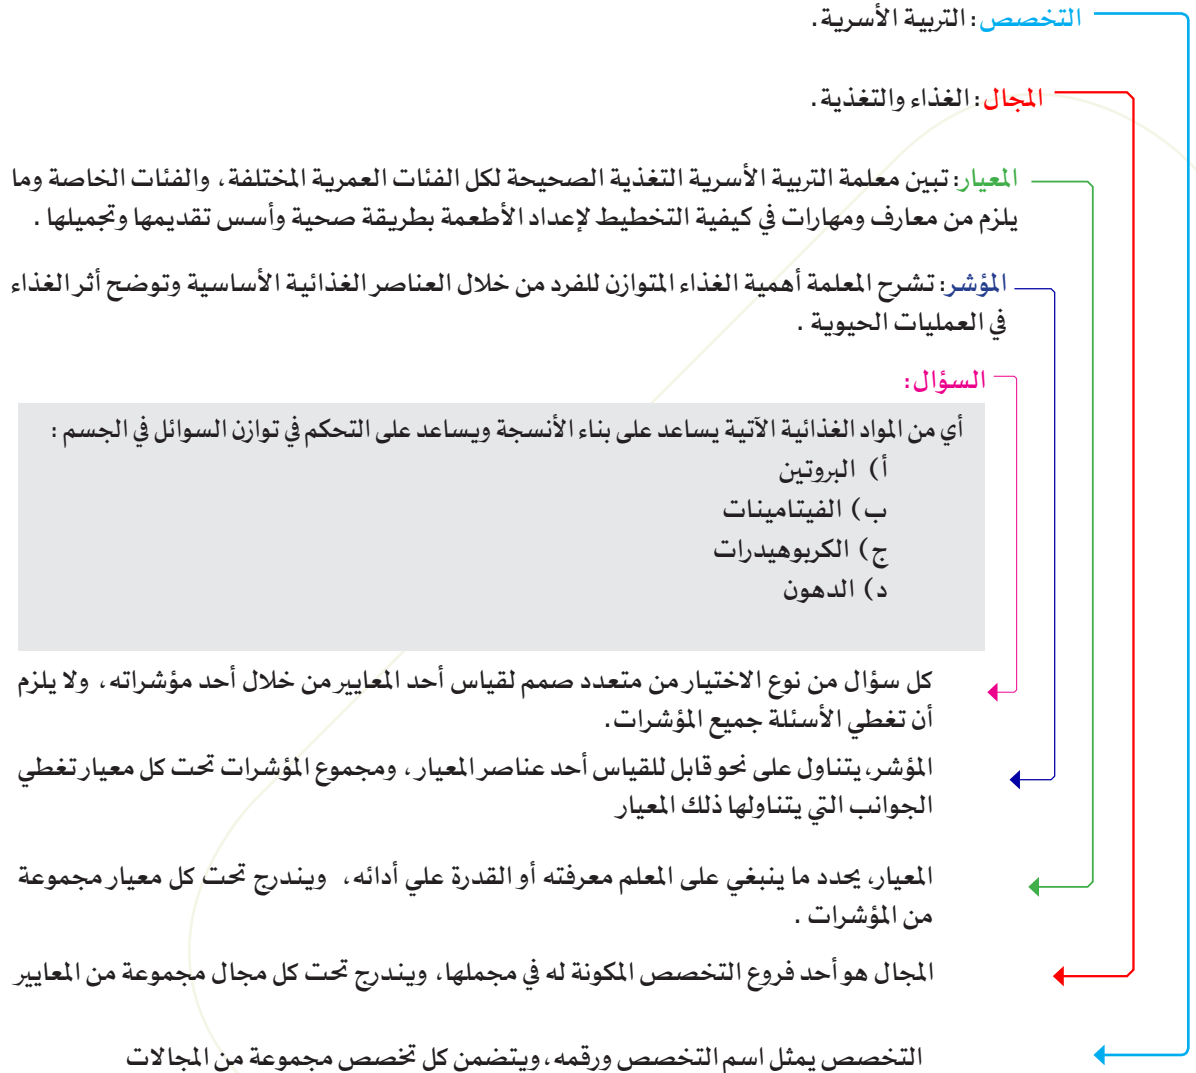 التخصص: التربية الأسرية.
المجال: الغذاء والتغذية.
المعيار: تبين معلمة التربية الأسرية التغذية الصحيحة لكل الفئات العمرية المختلفة، والفئات الخاصة وما
يلزم من معارف ومهارات في كيفية التخطيط لإعداد الأطعمة بطريقة صحية وأسس تقديمها وتجميلها .
المؤشر: تشرح المعلمة أهمية الغذاء المتوازن للفرد من خلال العناصر الغذائية الأساسية وتوضح أثر الغذاء
في العمليات الحيوية .
السؤال:
أي من المواد الغذائية الآتية يساعد على بناء الأنسجة ويساعد على التحكم في توازن السوائل في الجسم :
أ) البروتين
ب) الفيتامينات
ج) الكربوهيدرات
د) الدهون
كل سؤال من نوع الاختيار من متعدد صمم لقياس أحد المعايير من خلال أحد مؤشراته، ولا يلزم
أن تغطي الأسئلة جميع المؤشرات.
المؤشر، يتناول على نحو قابل للقياس أحد عناصر المعيار، ومجموع المؤشرات تحت كل معيار تغطي
الجوانب التي يتناولها ذلك المعيار
المعيار، يحدد ما ينبغي على المعلم معرفته أو القدرة علي أدائه، ويندرج تحت كل معيار مجموعة
من المؤشرات .
المجال هو أحد فروع التخصص المكونة له في مجملها، ويندرج تحت كل مجال مجموعة من المعايير
التخصص يمثل اسم التخصص ورقمه، ويتضمن كل تخصص مجموعة من المجالات